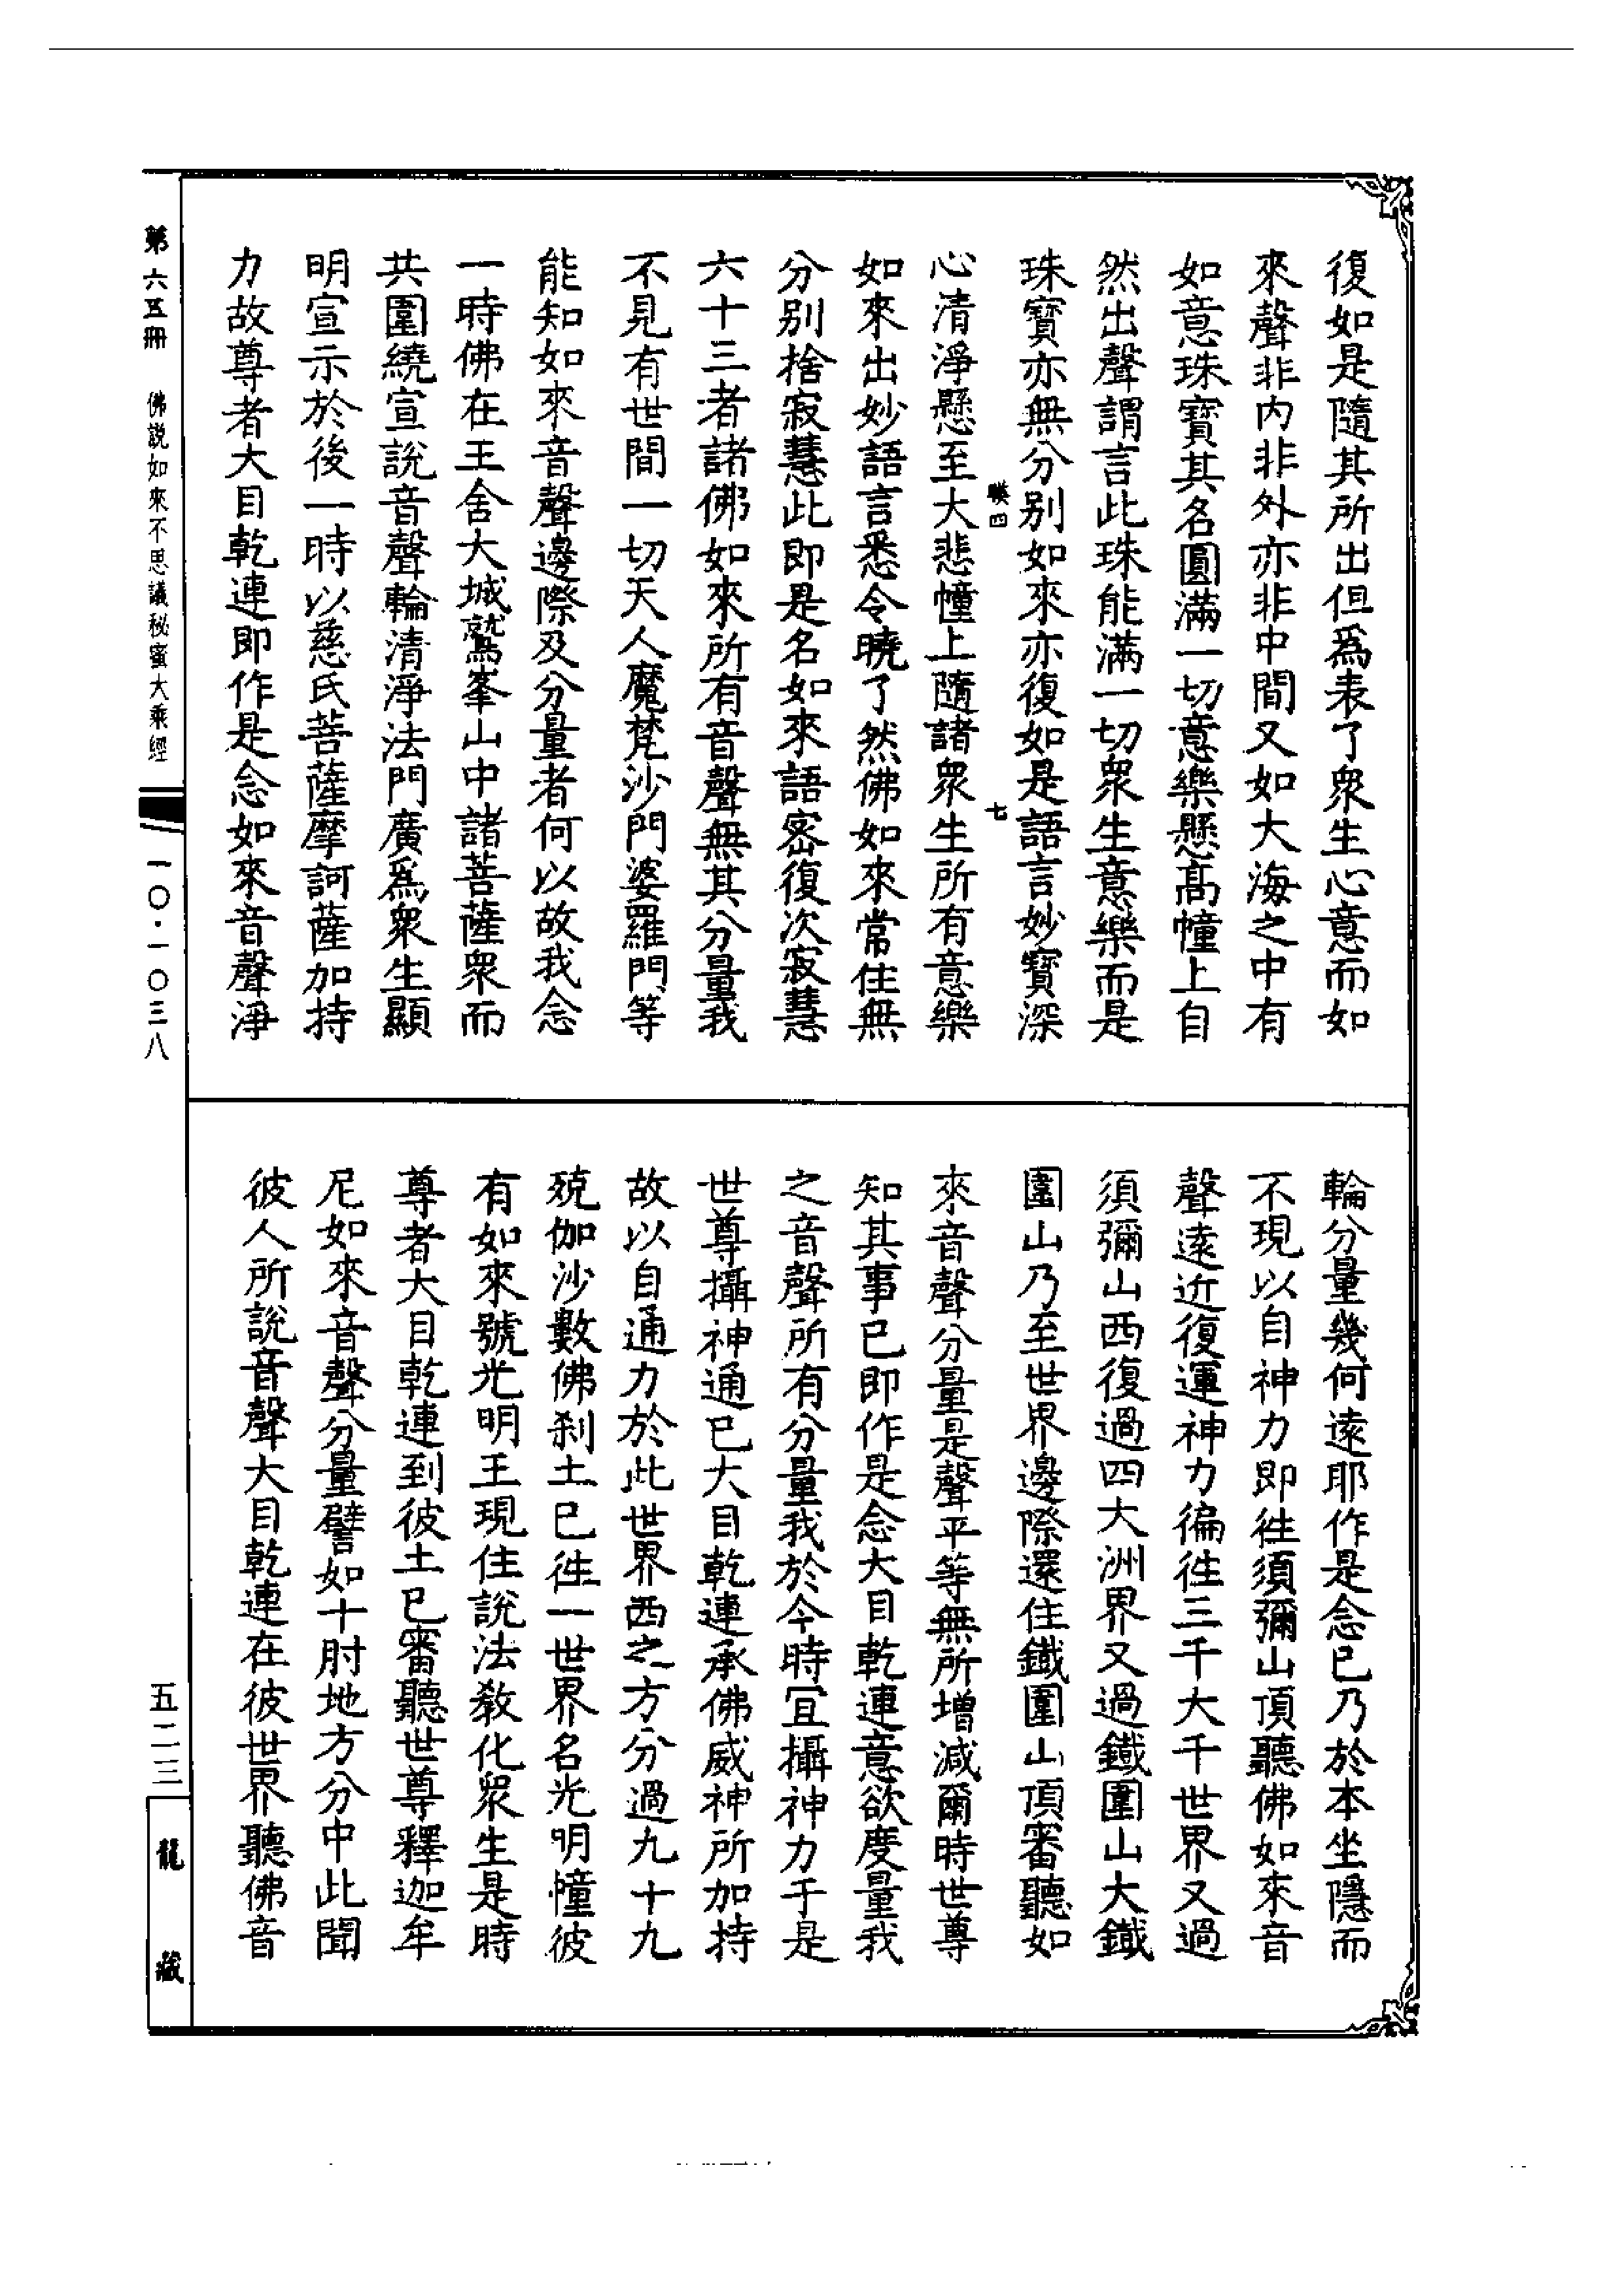 復如是隨其所出但爲表了衆生心意而如
來聲非内非外亦非中間又如大海之中有
如意珠寶其名圓滿一切意樂懸髙幢上自
然出聲謂言此珠能滿一切衆生意樂而是
珠寶亦無分别如來亦復如是語言妙寶深
心清淨懸至大悲幢上隨諸衆生所有意樂
如來出妙語言悉令曉了然佛如來常住無
分别捨寂慧此即是名如來語密復次寂慧
六十三者諸佛如來所有音聲無其分量我
不見有世間一切天人魔梵沙門婆羅門等
能知如來音聲邊際及分量者何以故我念
一時佛在王舍大城鷲峯山中諸菩薩衆而
共圍繞宣説音聲輪清淨法門廣爲衆生顯
明宣示於後一時以慈氏菩薩摩訶薩加持
力故尊者大目乾連即作是念如來音聲淨
四
七
輪分量幾何遠耶作是念已乃於本坐隱而
不現以自神力即徃須彌山頂聽佛如來音
聲遠近復運神力徧徃三千大千世界又過
須彌山西復過四大洲界又過鐵圍山大鐵
圍山乃至世界邊際還住鐵圍山頂審聽如
來音聲分量是聲平等無所增減爾時世尊
知其事已即作是念大目乾連意欲度量我
之音聲所有分量我於今時冝攝神力于是
世尊攝神通已大目乾連承佛威神所加持
故以自通力於此世界西之方分過九十九
殑伽沙數佛刹土已徃一世界名光明幢彼
有如來號光明王現住説法教化衆生是時
尊者大目乾連到彼土已審聽世尊釋迦牟
尼如來音聲分量譬如十肘地方分中此聞
彼人所説音聲大目乾連在彼世界聽佛音
第六五冊 佛説如來不思議秘蜜大乘經
一〇·一〇三八
五二三
龍藏